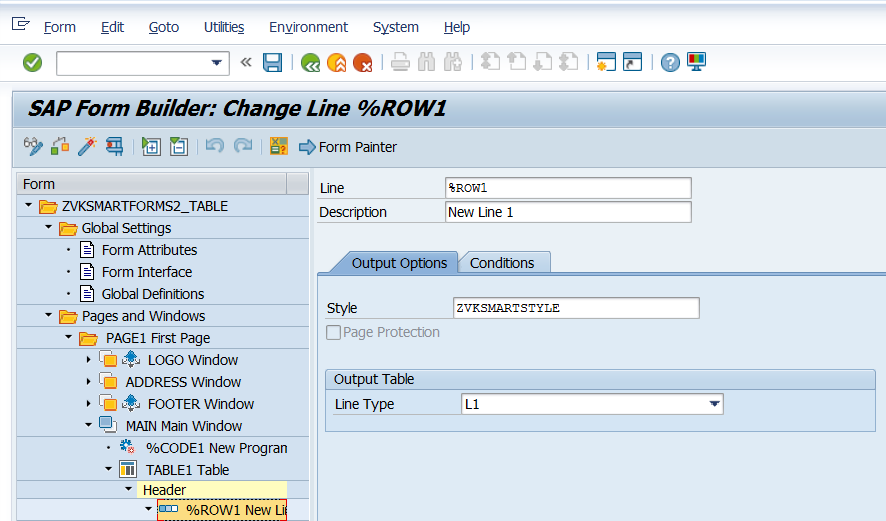 Form Edit Goto Utilities Environment System Help
SAP Form Builder: Change Line %ROW1
Form Painter
Form
ZVKSMARTFORMS2_TABLE
Global Settings
Form Attributes
Form Interface
Global Definitions
Pages and Windows
PAGE1 First Page
LOGO Window
ADDRESS Window
FOOTER Window
MAIN Main Window
%CODE1 New Program
TABLE1 Table
Header
%ROW1 New Li
Line %ROW1
Description New Line 1
Output Options Conditions
Style ZVKSMARTSTYLE
Page Protection
Output Table
Line Type L1